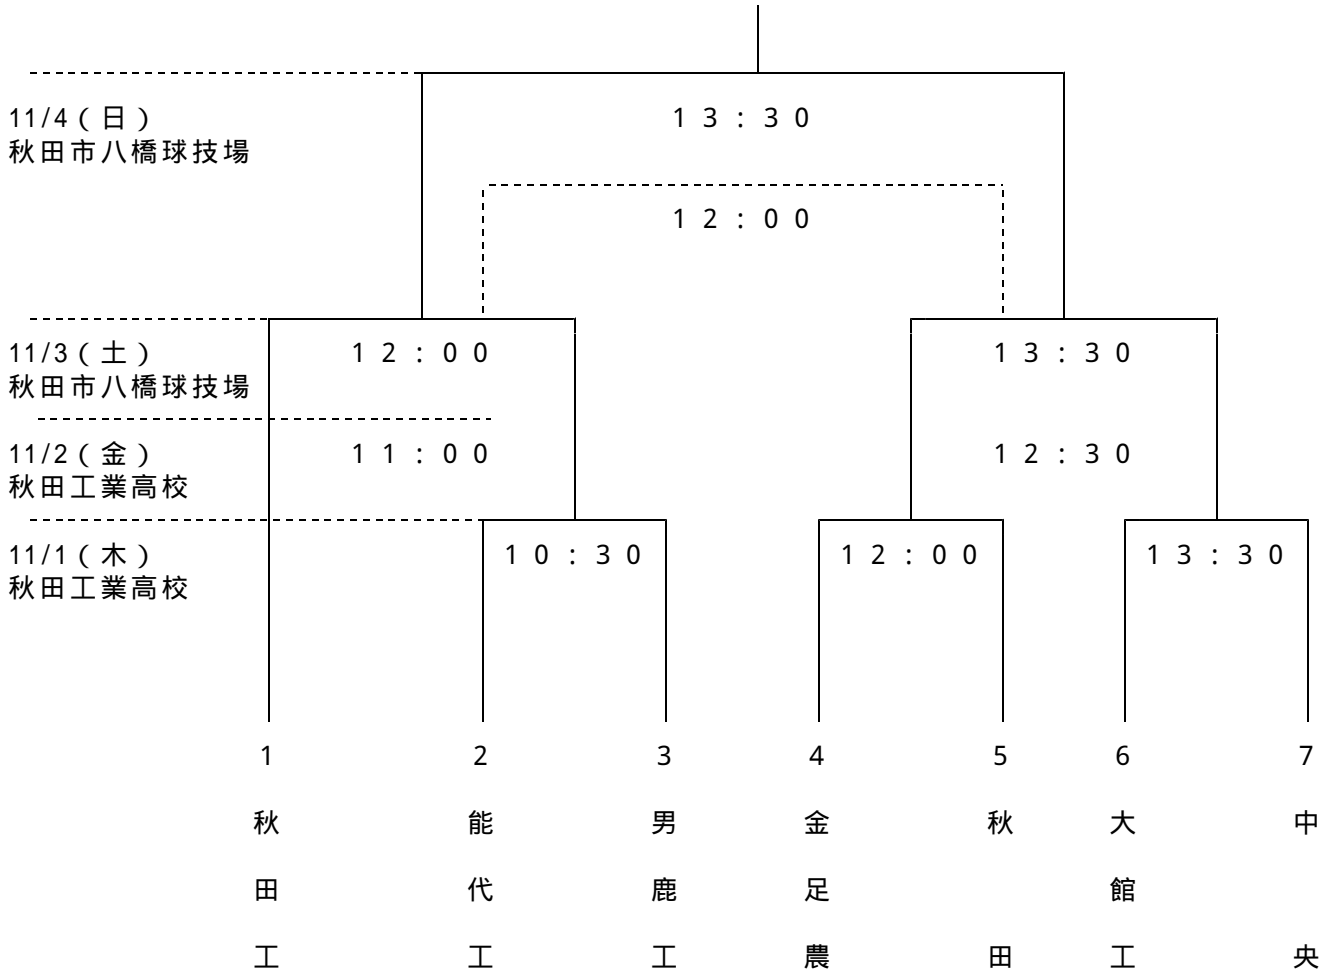 11/4(日)
秋田市八橋球技場
13:30
12:00
11/3(土)
秋田市八橋球技場
12:00
13:30
11/2(金)
秋田工業高校
11:00
12:30
11/1(木)
秋田工業高校
10:30
12:00
13:30
1
秋田工
2
能代工
3
男鹿工
4
金足農
5
秋田
6
大館工
7
中央